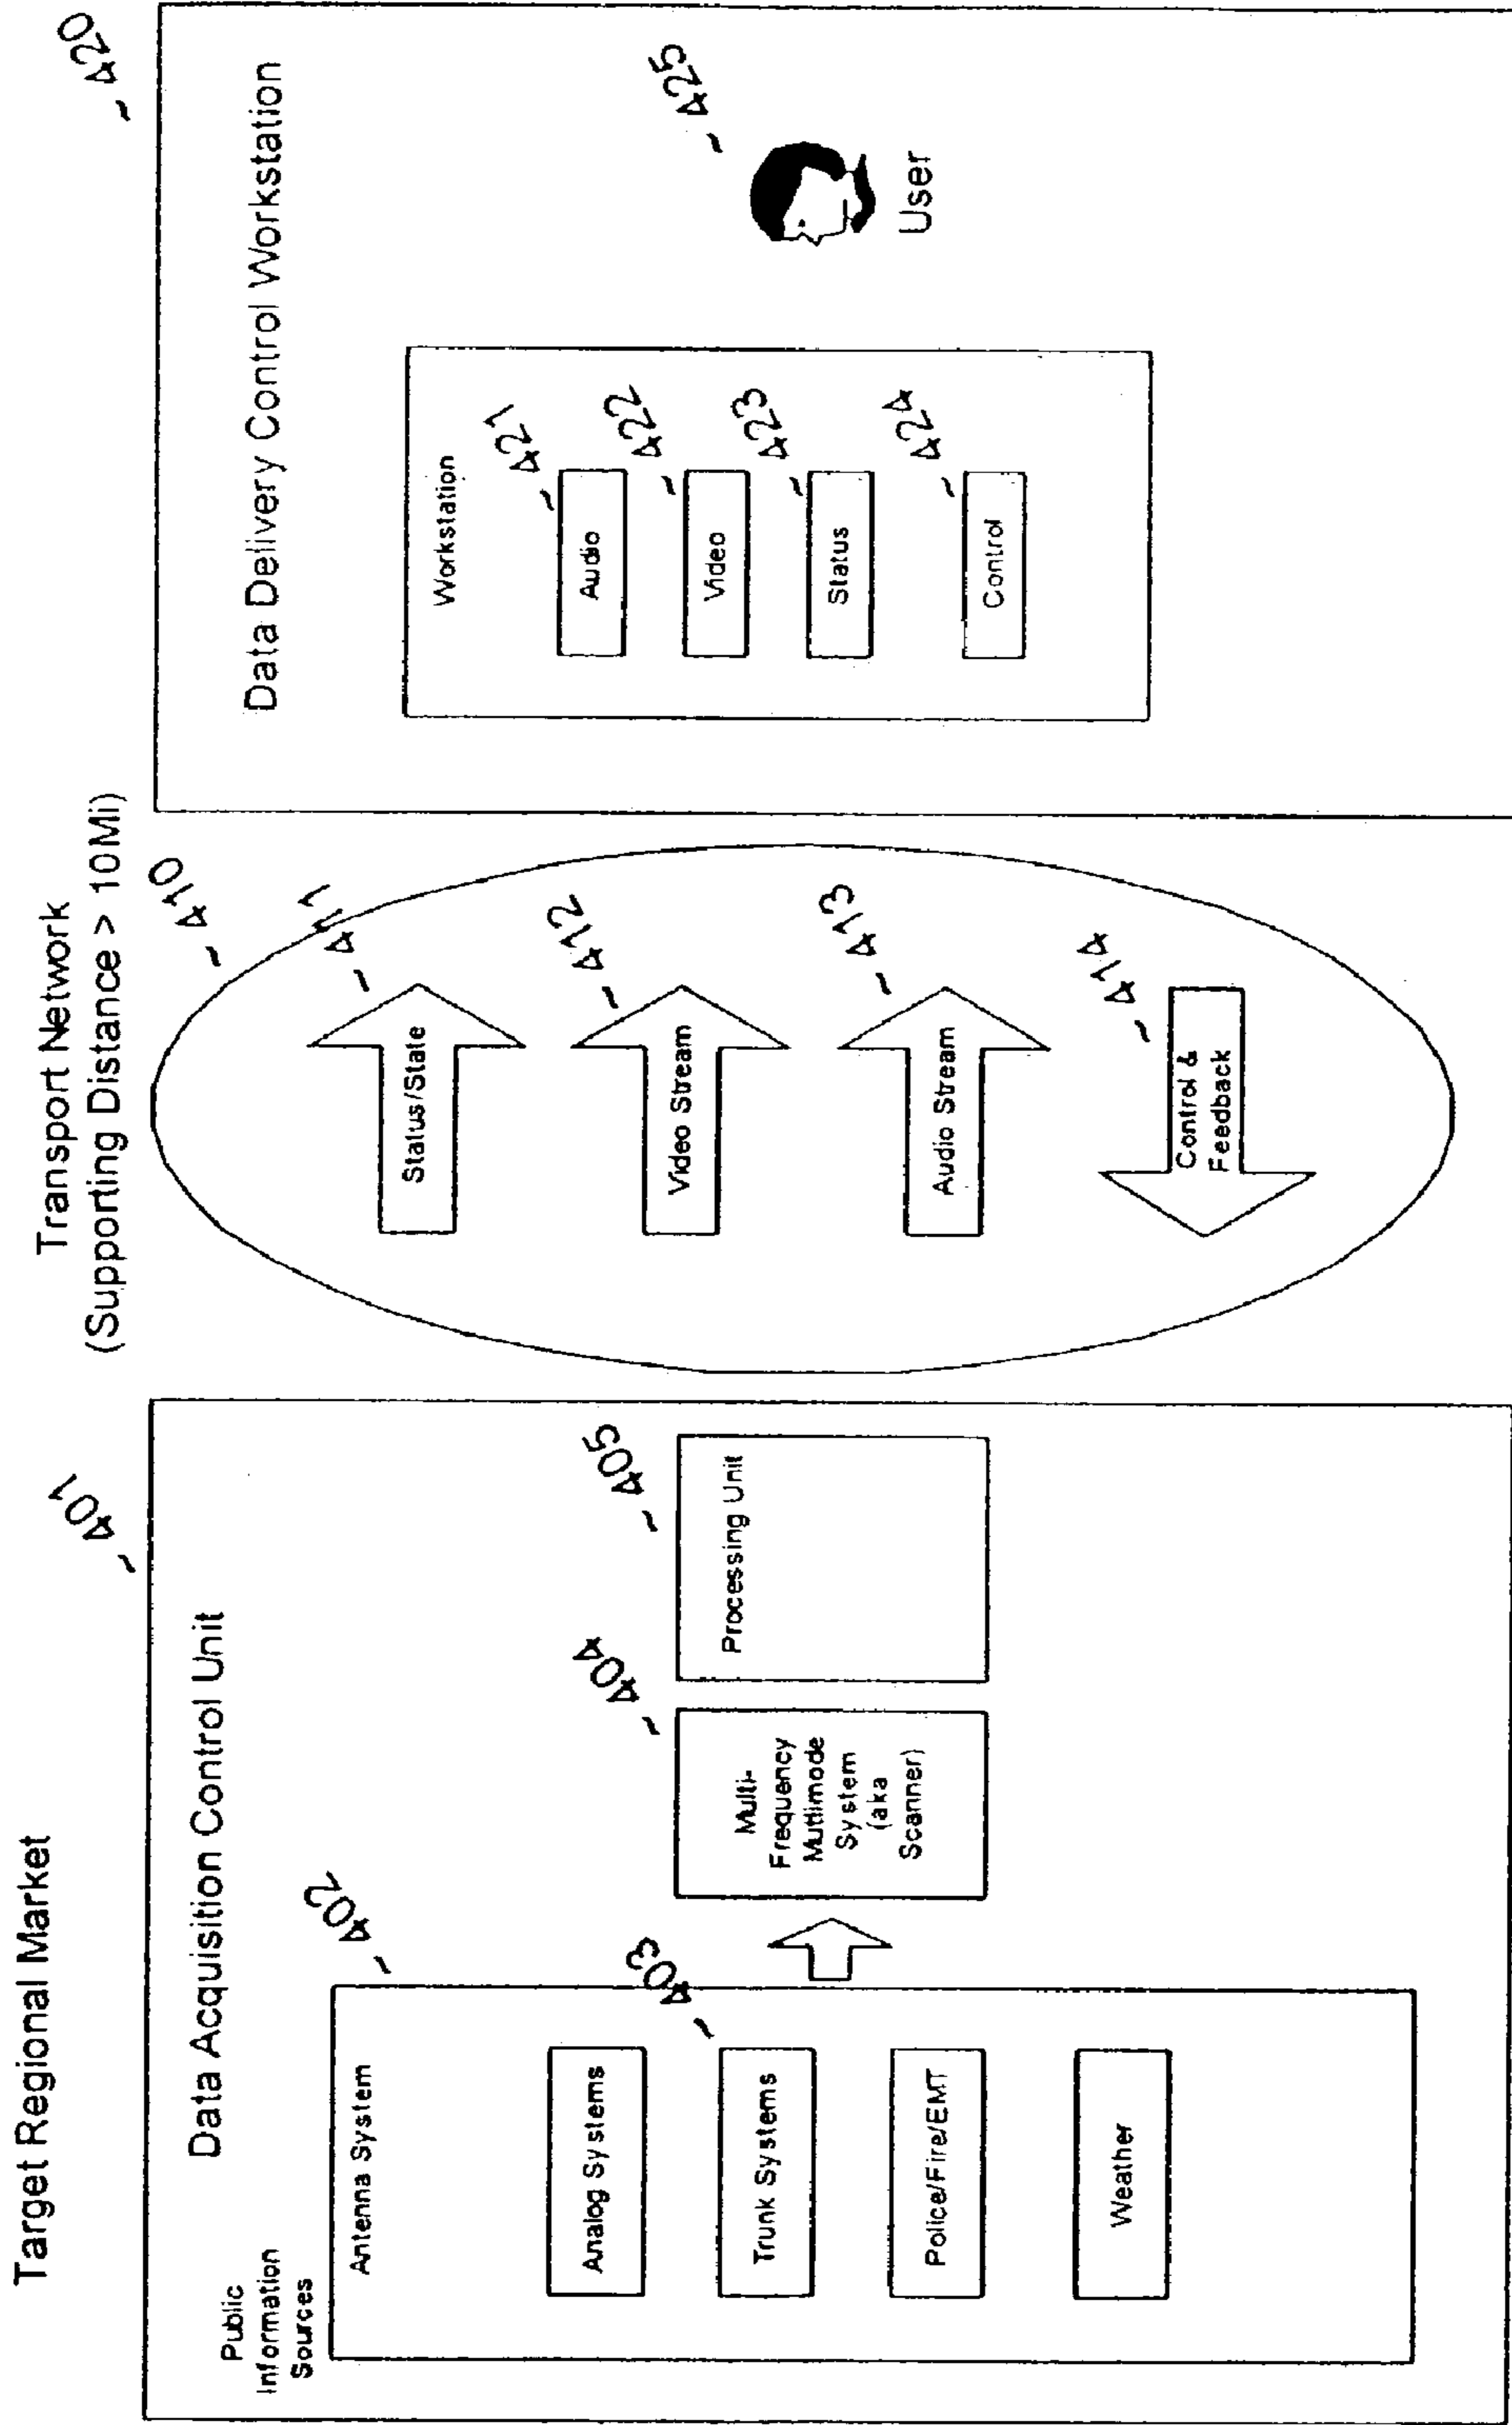 Target Regional Market
~401
Data Acquisition Control Unit
Public
Information
Sources
~402
Antenna System
Analog Systems
~403
Trunk Systems
Police/Fire/EMT
Weather
~404
Multi-
Frequency
Mutlimode
System
(aka
Scanner)
~405
Processing Unit
Transport Network
(Supporting Distance > 10Mi)
~410
~411
Status/State
~412
Video Stream
~413
Audio Stream
~414
Control &
Feedback
~420
Data Delivery Control Workstation
Workstation
~421
Audio
~422
Video
~423
Status
~424
Control
~425
User